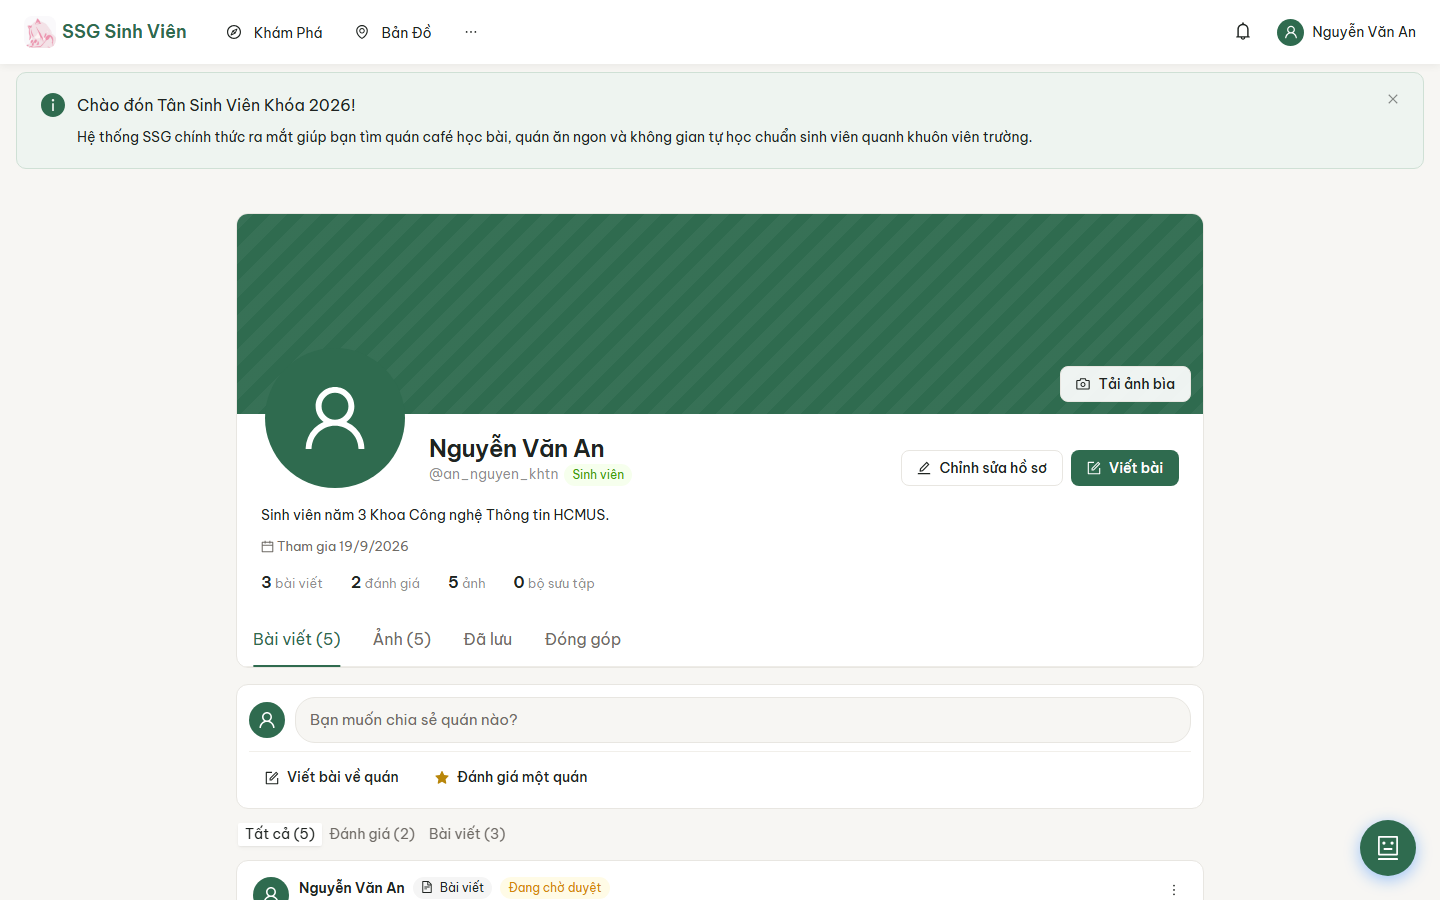 SSG Sinh Viên
Khám Phá
Bản Đồ
···
Nguyễn Văn An
Chào đón Tân Sinh Viên Khóa 2026!
Hệ thống SSG chính thức ra mắt giúp bạn tìm quán café học bài, quán ăn ngon và không gian tự học chuẩn sinh viên quanh khuôn viên trường.
Tải ảnh bìa
Nguyễn Văn An
@an_nguyen_khtn Sinh viên
Chỉnh sửa hồ sơ
Viết bài
Sinh viên năm 3 Khoa Công nghệ Thông tin HCMUS.
Tham gia 19/9/2026
3 bài viết 2 đánh giá 5 ảnh 0 bộ sưu tập
Bài viết (5) Ảnh (5) Đã lưu Đóng góp
Bạn muốn chia sẻ quán nào?
Viết bài về quán Đánh giá một quán
Tất cả (5) Đánh giá (2) Bài viết (3)
Nguyễn Văn An Bài viết Đang chờ duyệt